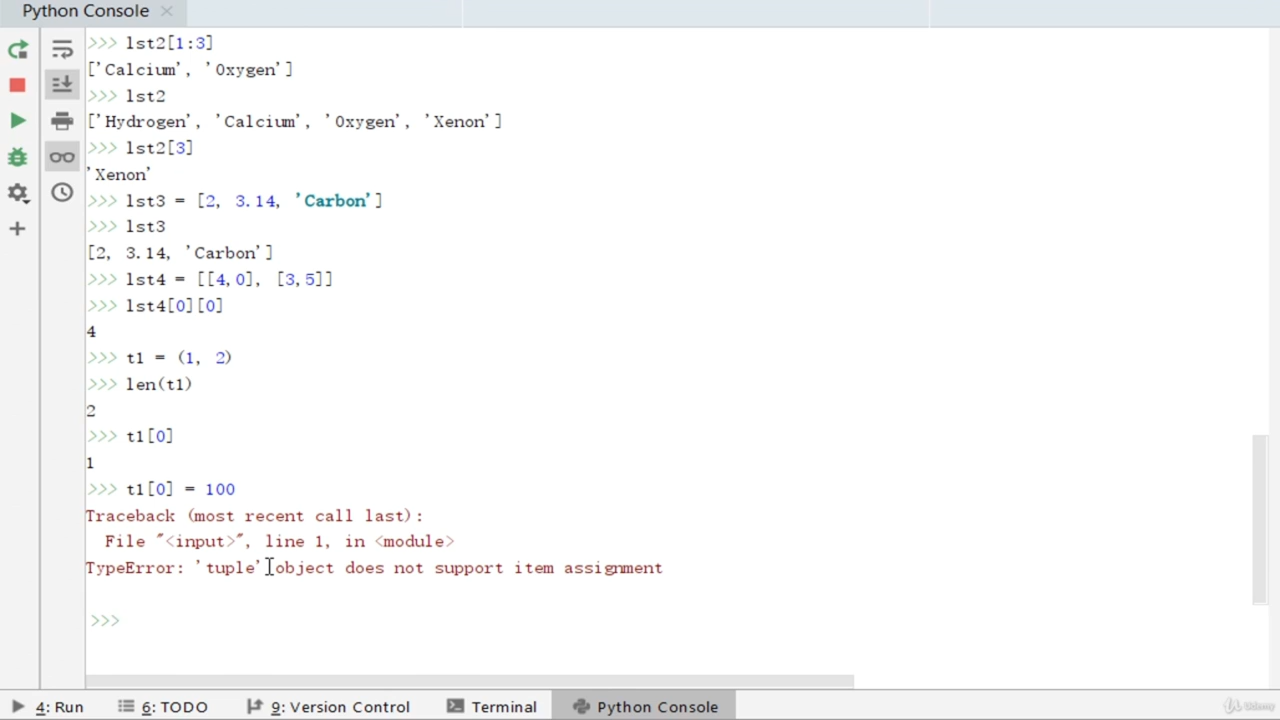 Python Console
>>> lst2[1:3]
['Calcium', 'Oxygen']
>>> lst2
['Hydrogen', 'Calcium', 'Oxygen', 'Xenon']
>>> lst2[3]
'Xenon'
>>> lst3 = [2, 3.14, 'Carbon']
>>> lst3
[2, 3.14, 'Carbon']
>>> lst4 = [[4,0], [3,5]]
>>> lst4[0][0]
4
>>> t1 = (1, 2)
>>> len(t1)
2
>>> t1[0]
1
>>> t1[0] = 100
Traceback (most recent call last):
File "<input>", line 1, in <module>
TypeError: 'tuple' object does not support item assignment
>>>
4: Run 6: TODO 9: Version Control Terminal Python Console
Udemy